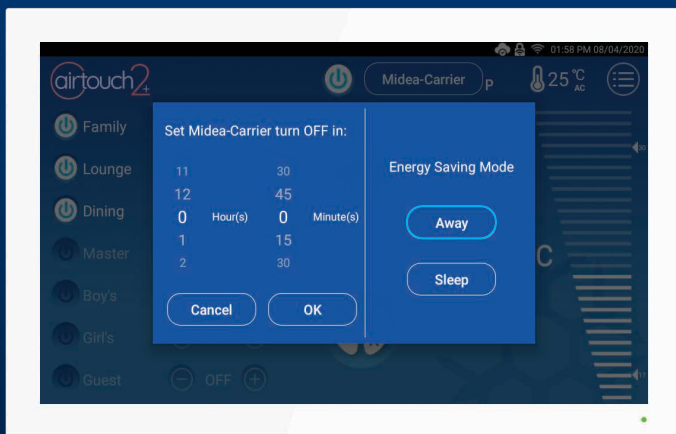 01:58 PM 08/04/2020
airtouch2+
Midea-Carrier p
25 °C
AC
Family
Lounge
Dining
Master
Boy's
Girl's
Guest
OFF
Set Midea-Carrier turn OFF in:
11 30
12 45
0 Hour(s) 0 Minute(s)
1 15
2 30
Cancel
OK
Energy Saving Mode
Away
Sleep
30
C
11